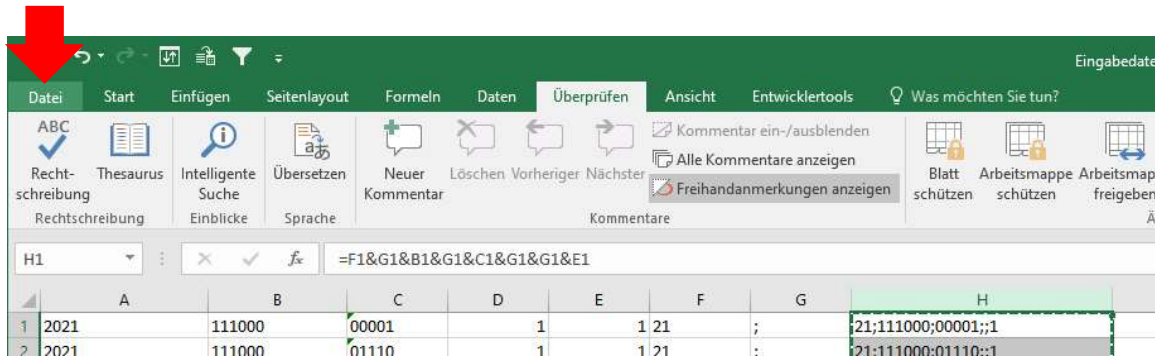 Eingabedate
Datei Start Einfügen Seitenlayout Formeln Daten Überprüfen Ansicht Entwicklertools Was möchten Sie tun?
ABC
Recht-
schreibung
Thesaurus
Intelligente
Suche
Übersetzen
Neuer
Kommentar
Löschen Vorheriger Nächster
Kommentar ein-/ausblenden
Alle Kommentare anzeigen
Freihandanmerkungen anzeigen
Blatt
schützen
Arbeitsmappe
schützen
Arbeitsmap
freigeben
Rechtschreibung Einblicke Sprache Kommentare Ä
H1 fx =F1&G1&B1&G1&C1&G1&G1&E1
A B C D E F G H
1 2021 111000 00001 1 1 21 ; 21;111000;00001;;1
2 2021 111000 01110 1 1 21 ; 21;111000;01110;;1